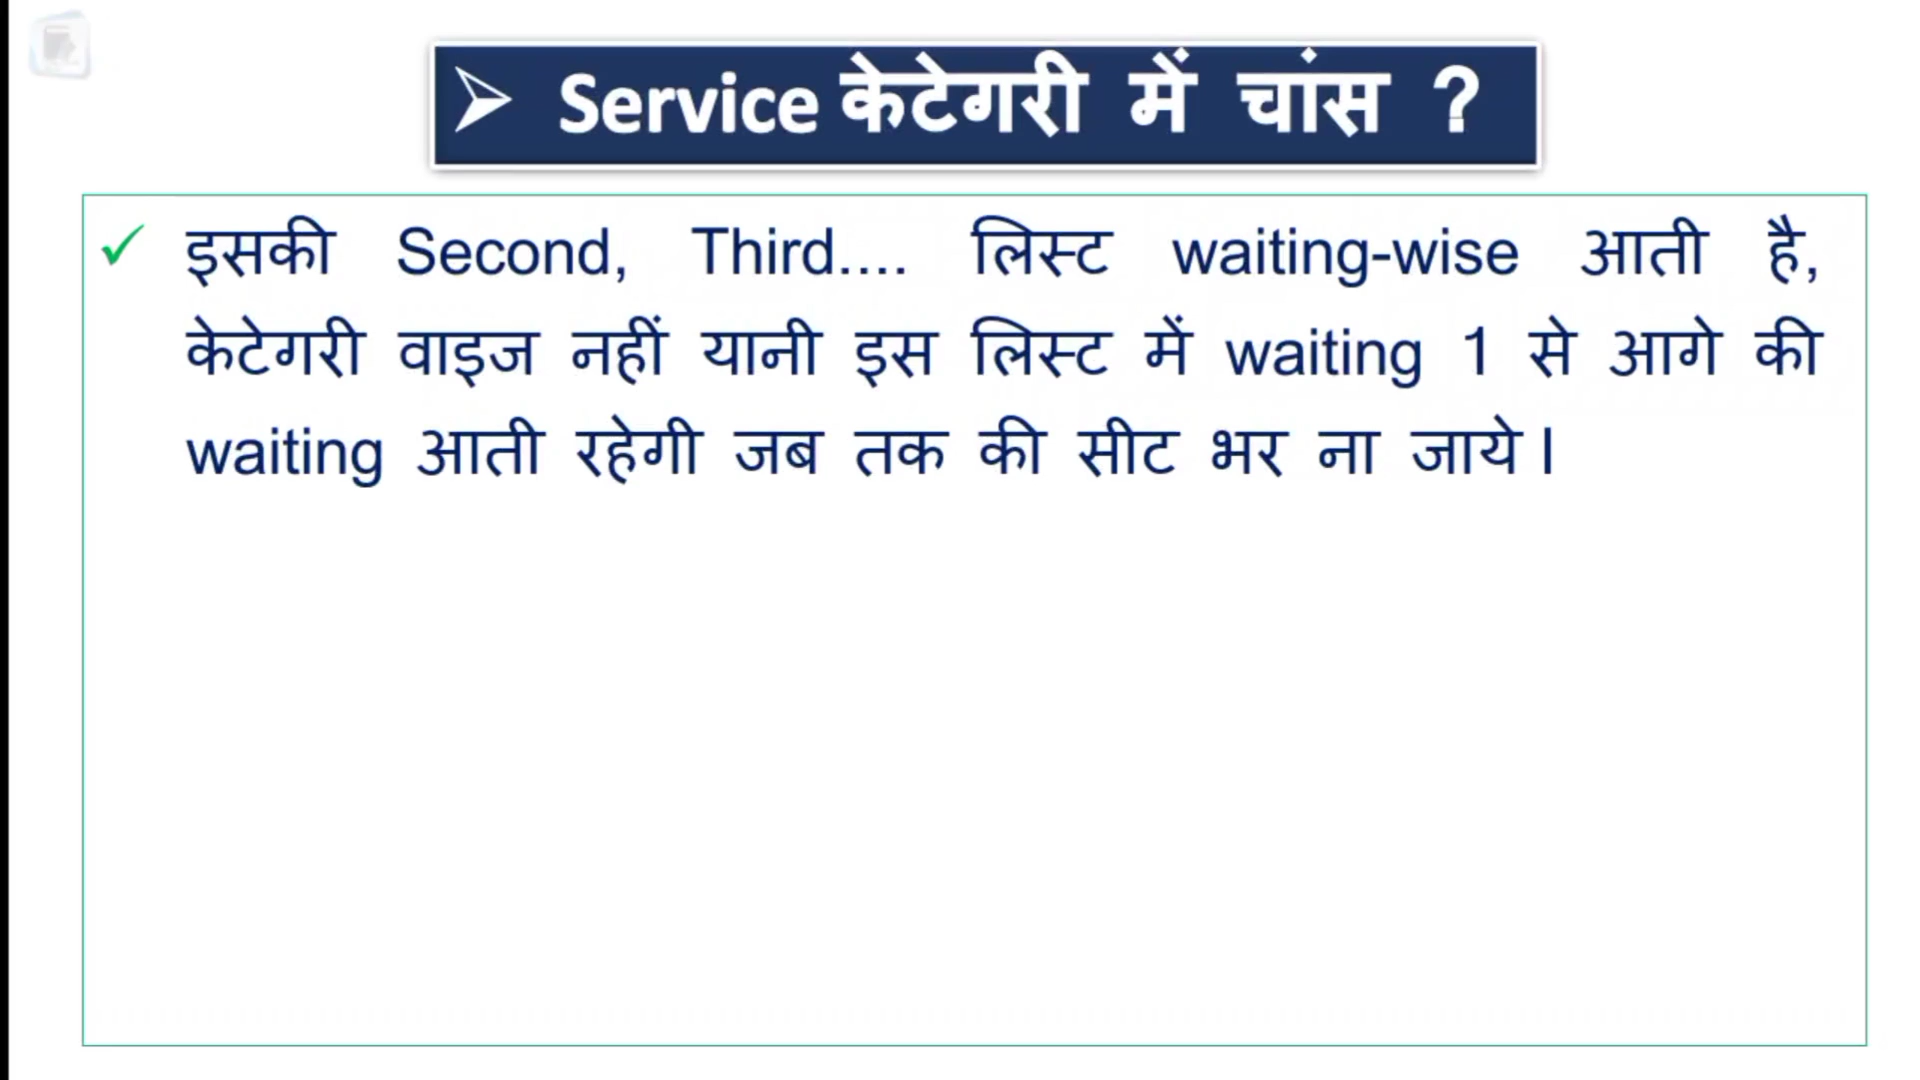 ➢ Service केटेगरी में चांस ?
✓ इसकी Second, Third.... लिस्ट waiting-wise आती है,
केटेगरी वाइज नहीं यानी इस लिस्ट में waiting 1 से आगे की
waiting आती रहेगी जब तक की सीट भर ना जाये।